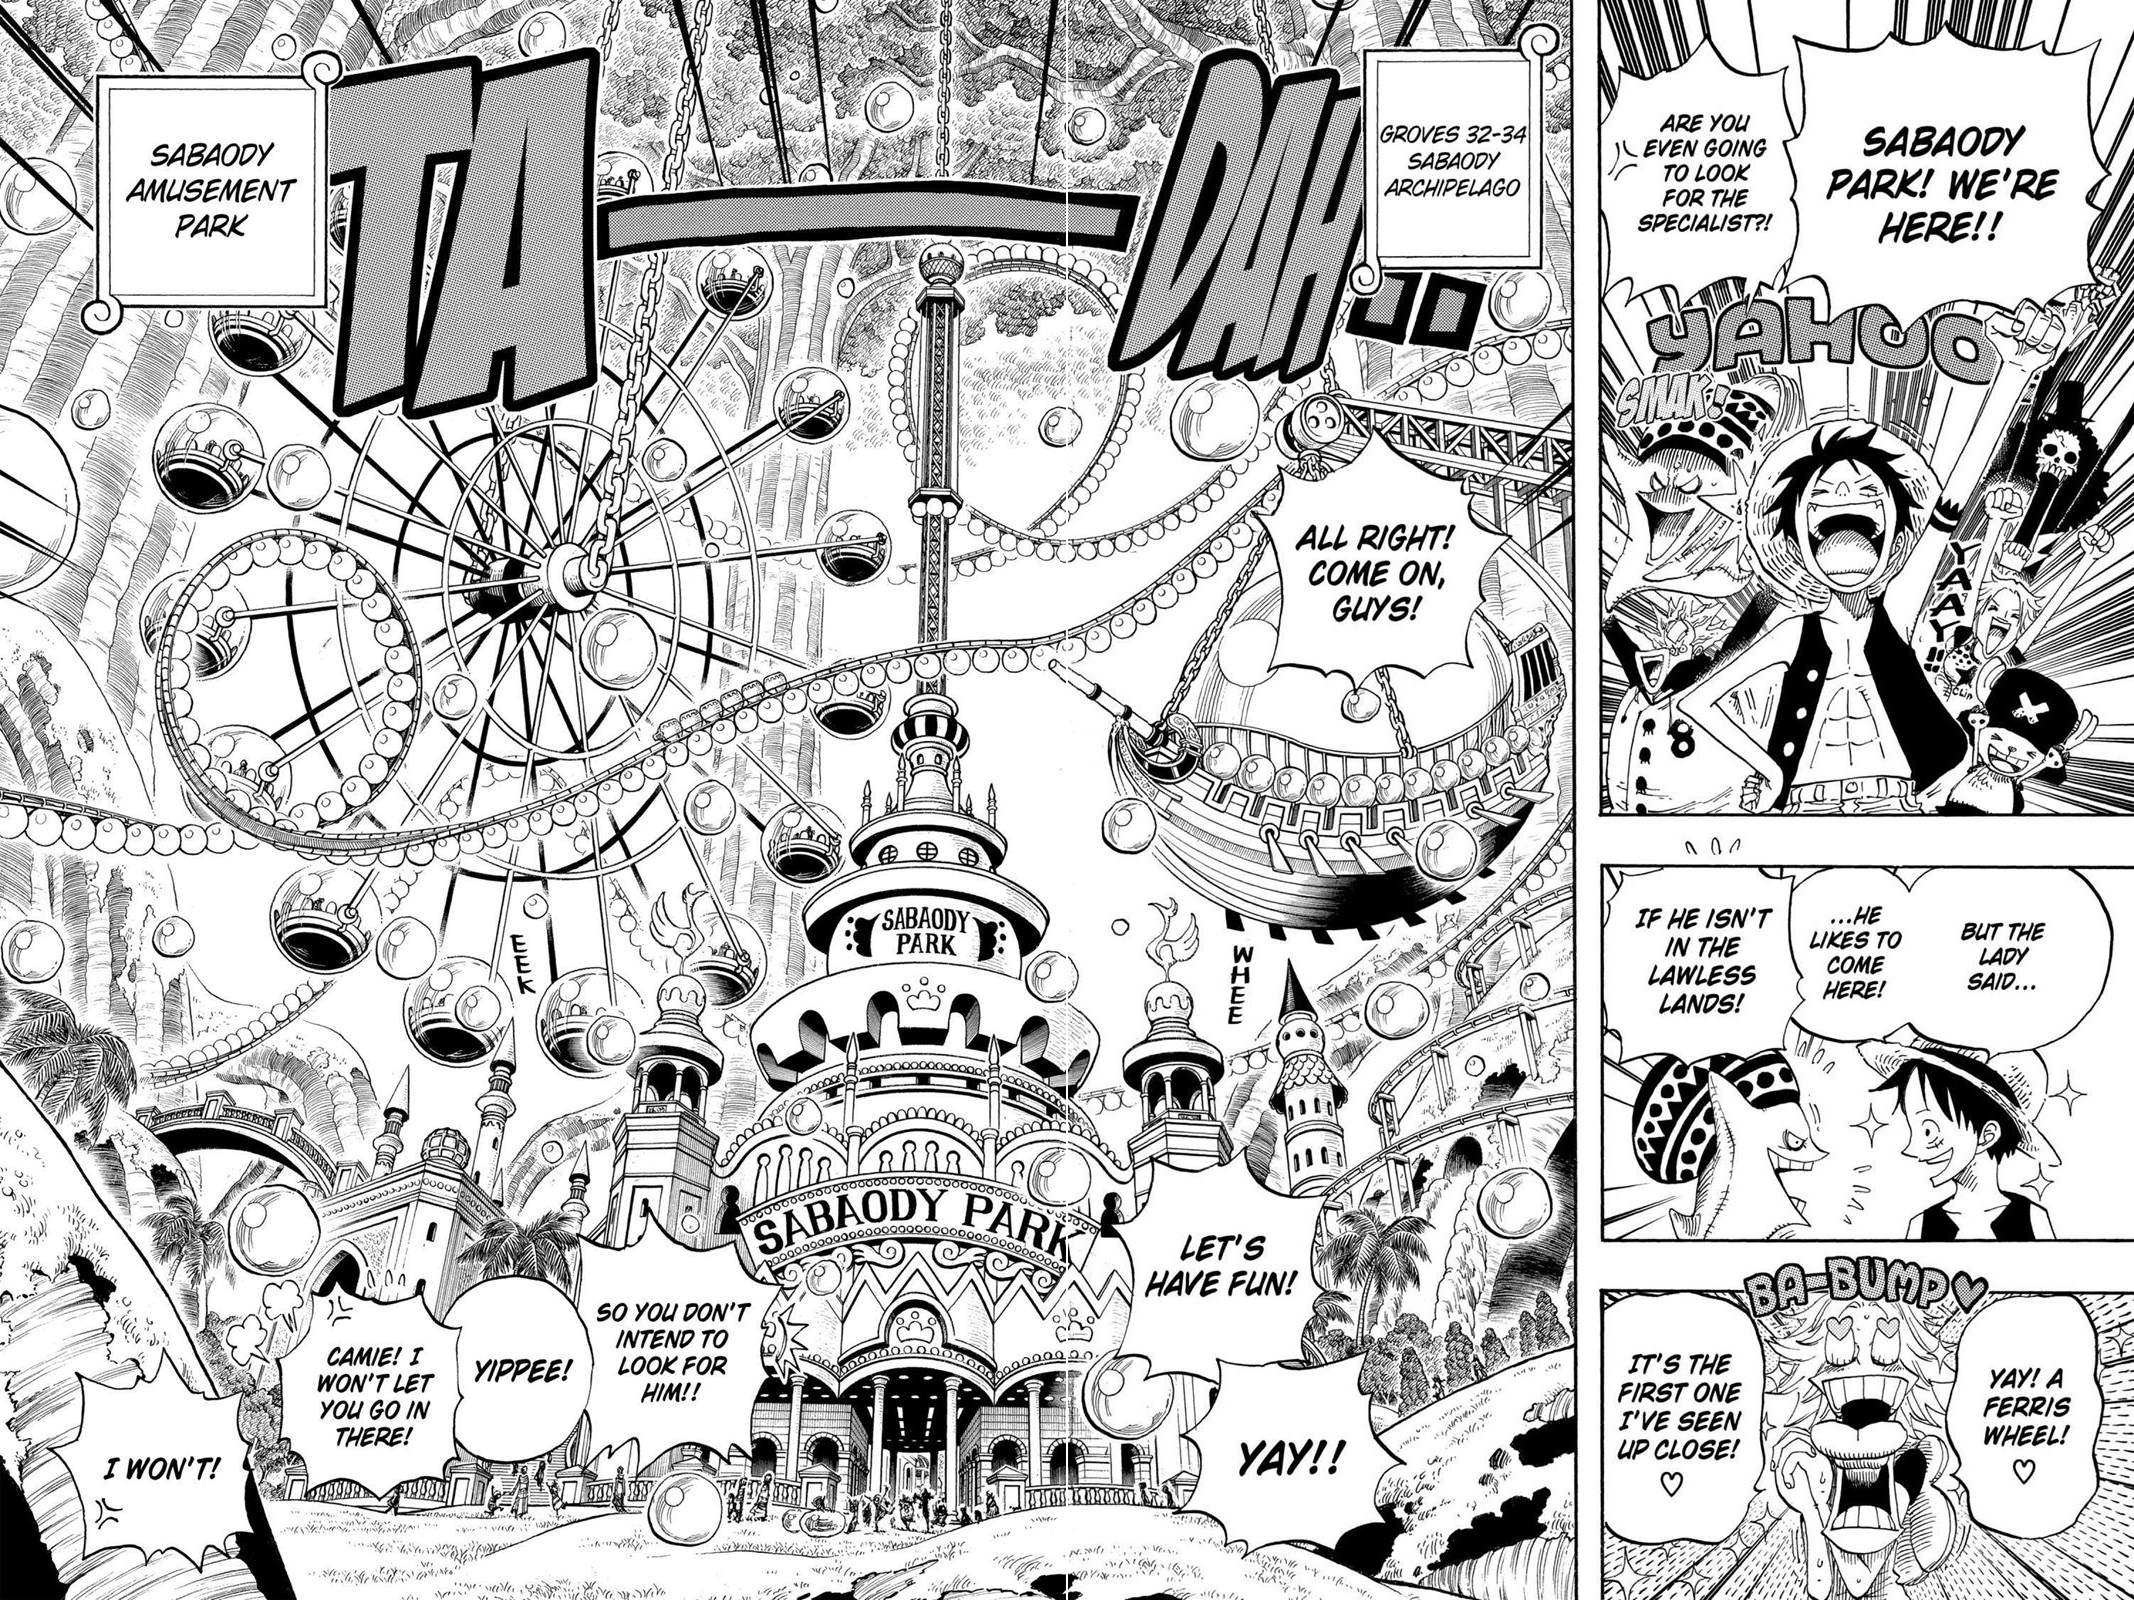 SABAODY
PARK! WE'RE
HERE!!
ARE YOU
EVEN GOING
TO LOOK
FOR THE
SPECIALIST?!
YAHUO
SMAK!
YAAY!!
CLIP
8
BUT THE
LADY
SAID...
...HE
LIKES TO
COME
HERE!
IF HE ISN'T
IN THE
LAWLESS
LANDS!
BA-BUMP♡
YAY! A
FERRIS
WHEEL!
♡
IT'S THE
FIRST ONE
I'VE SEEN
UP CLOSE!
♡
GROVES 32-34
SABAODY
ARCHIPELAGO
TA—DAH!!
SABAODY
AMUSEMENT
PARK
ALL RIGHT!
COME ON,
GUYS!
WHEE
EEK
SABAODY
PARK
SABAODY PARK
LET'S
HAVE FUN!
YAY!!
SO YOU DON'T
INTEND TO
LOOK FOR
HIM!!
YIPPEE!
CAMIE! I
WON'T LET
YOU GO IN
THERE!
I WON'T!